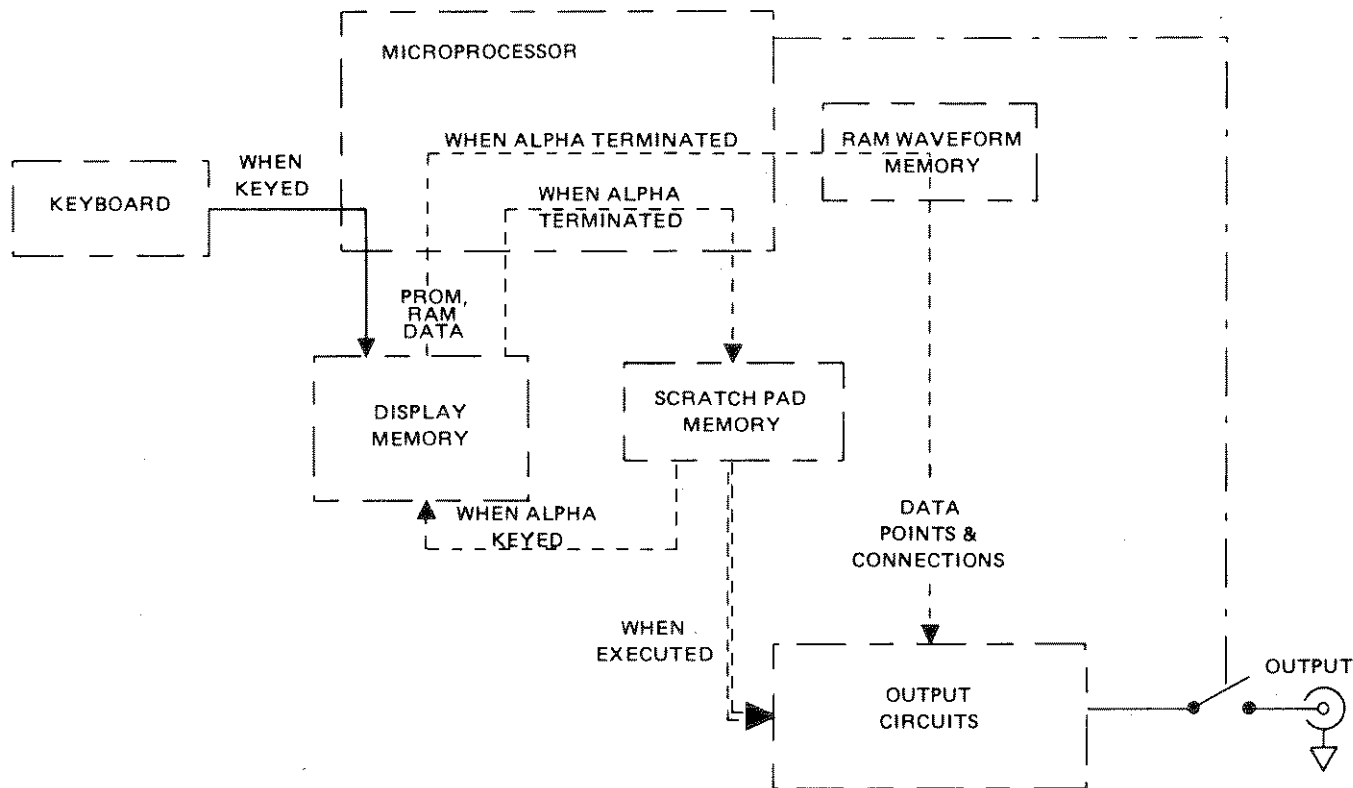 MICROPROCESSOR
WHEN ALPHA TERMINATED
RAM WAVEFORM
MEMORY
WHEN
KEYED
KEYBOARD
WHEN ALPHA
TERMINATED
PROM,
RAM
DATA
DISPLAY
MEMORY
SCRATCH PAD
MEMORY
WHEN ALPHA
KEYED
DATA
POINTS &
CONNECTIONS
WHEN
EXECUTED
OUTPUT
CIRCUITS
OUTPUT